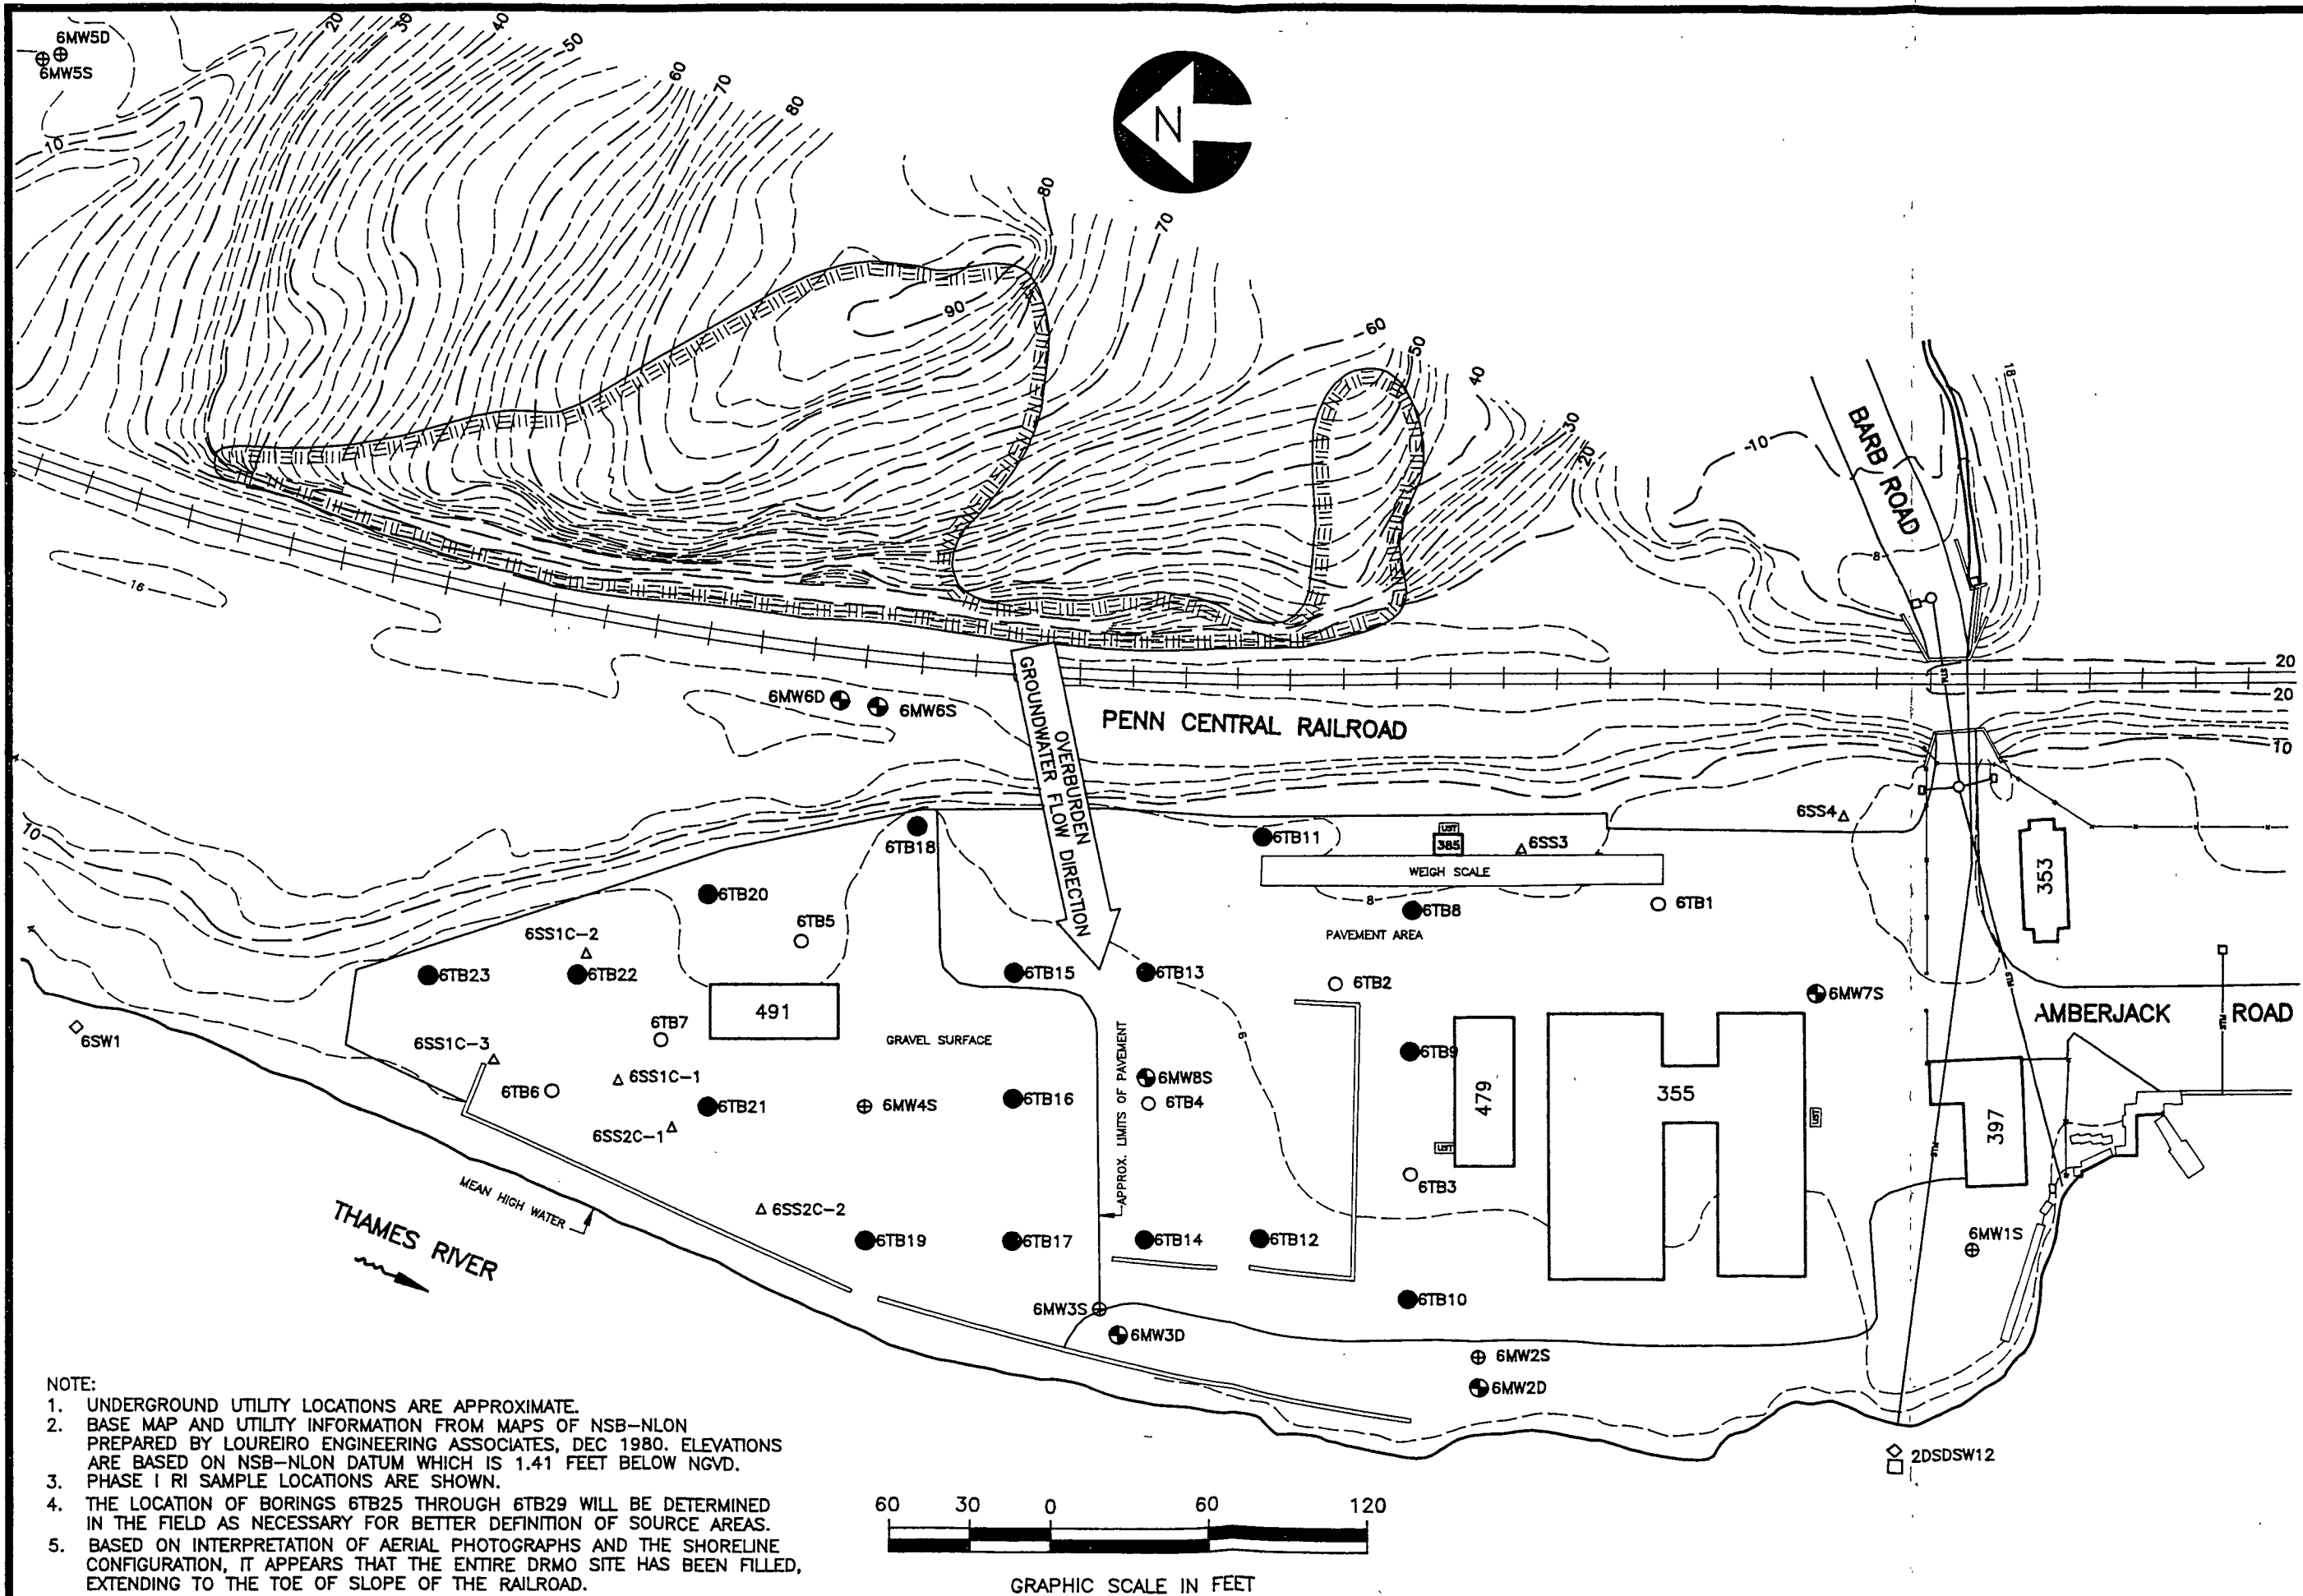 6MW5D
6MW5S
20
30
40
50
60
70
80
10
N
80
70
90
60
50
40
30
20
18
10
BARB ROAD
8
16
20
20
10
6MW6D
6MW6S
PENN CENTRAL RAILROAD
OVERBURDEN
GROUNDWATER FLOW DIRECTION
4
10
4
6TB18
6TB11
UST
385
6SS3
6SS4
WEIGH SCALE
353
6TB20
6TB5
8
6TB8
6TB1
PAVEMENT AREA
6SS1C-2
6TB23
6TB22
6TB15
6TB13
6TB2
6MW7S
491
AMBERJACK ROAD
6SW1
6TB7
6SS1C-3
GRAVEL SURFACE
6
6TB9
479
355
6SS1C-1
6TB6
6MW8S
6TB4
6TB21
6MW4S
6TB16
APPROX. LIMITS OF PAVEMENT
UST
397
6SS2C-1
UST
6TB3
MEAN HIGH WATER
6SS2C-2
THAMES RIVER
6TB19
6TB17
6TB14
6TB12
6MW1S
6MW3S
6TB10
6MW3D
6MW2S
6MW2D
2DSDSW12
STM
STM
NOTE:
1. UNDERGROUND UTILITY LOCATIONS ARE APPROXIMATE.
2. BASE MAP AND UTILITY INFORMATION FROM MAPS OF NSB-NLON
PREPARED BY LOUREIRO ENGINEERING ASSOCIATES, DEC 1980. ELEVATIONS
ARE BASED ON NSB-NLON DATUM WHICH IS 1.41 FEET BELOW NGVD.
3. PHASE I RI SAMPLE LOCATIONS ARE SHOWN.
4. THE LOCATION OF BORINGS 6TB25 THROUGH 6TB29 WILL BE DETERMINED
IN THE FIELD AS NECESSARY FOR BETTER DEFINITION OF SOURCE AREAS.
5. BASED ON INTERPRETATION OF AERIAL PHOTOGRAPHS AND THE SHORELINE
CONFIGURATION, IT APPEARS THAT THE ENTIRE DRMO SITE HAS BEEN FILLED,
EXTENDING TO THE TOE OF SLOPE OF THE RAILROAD.
60 30 0 60 120
GRAPHIC SCALE IN FEET